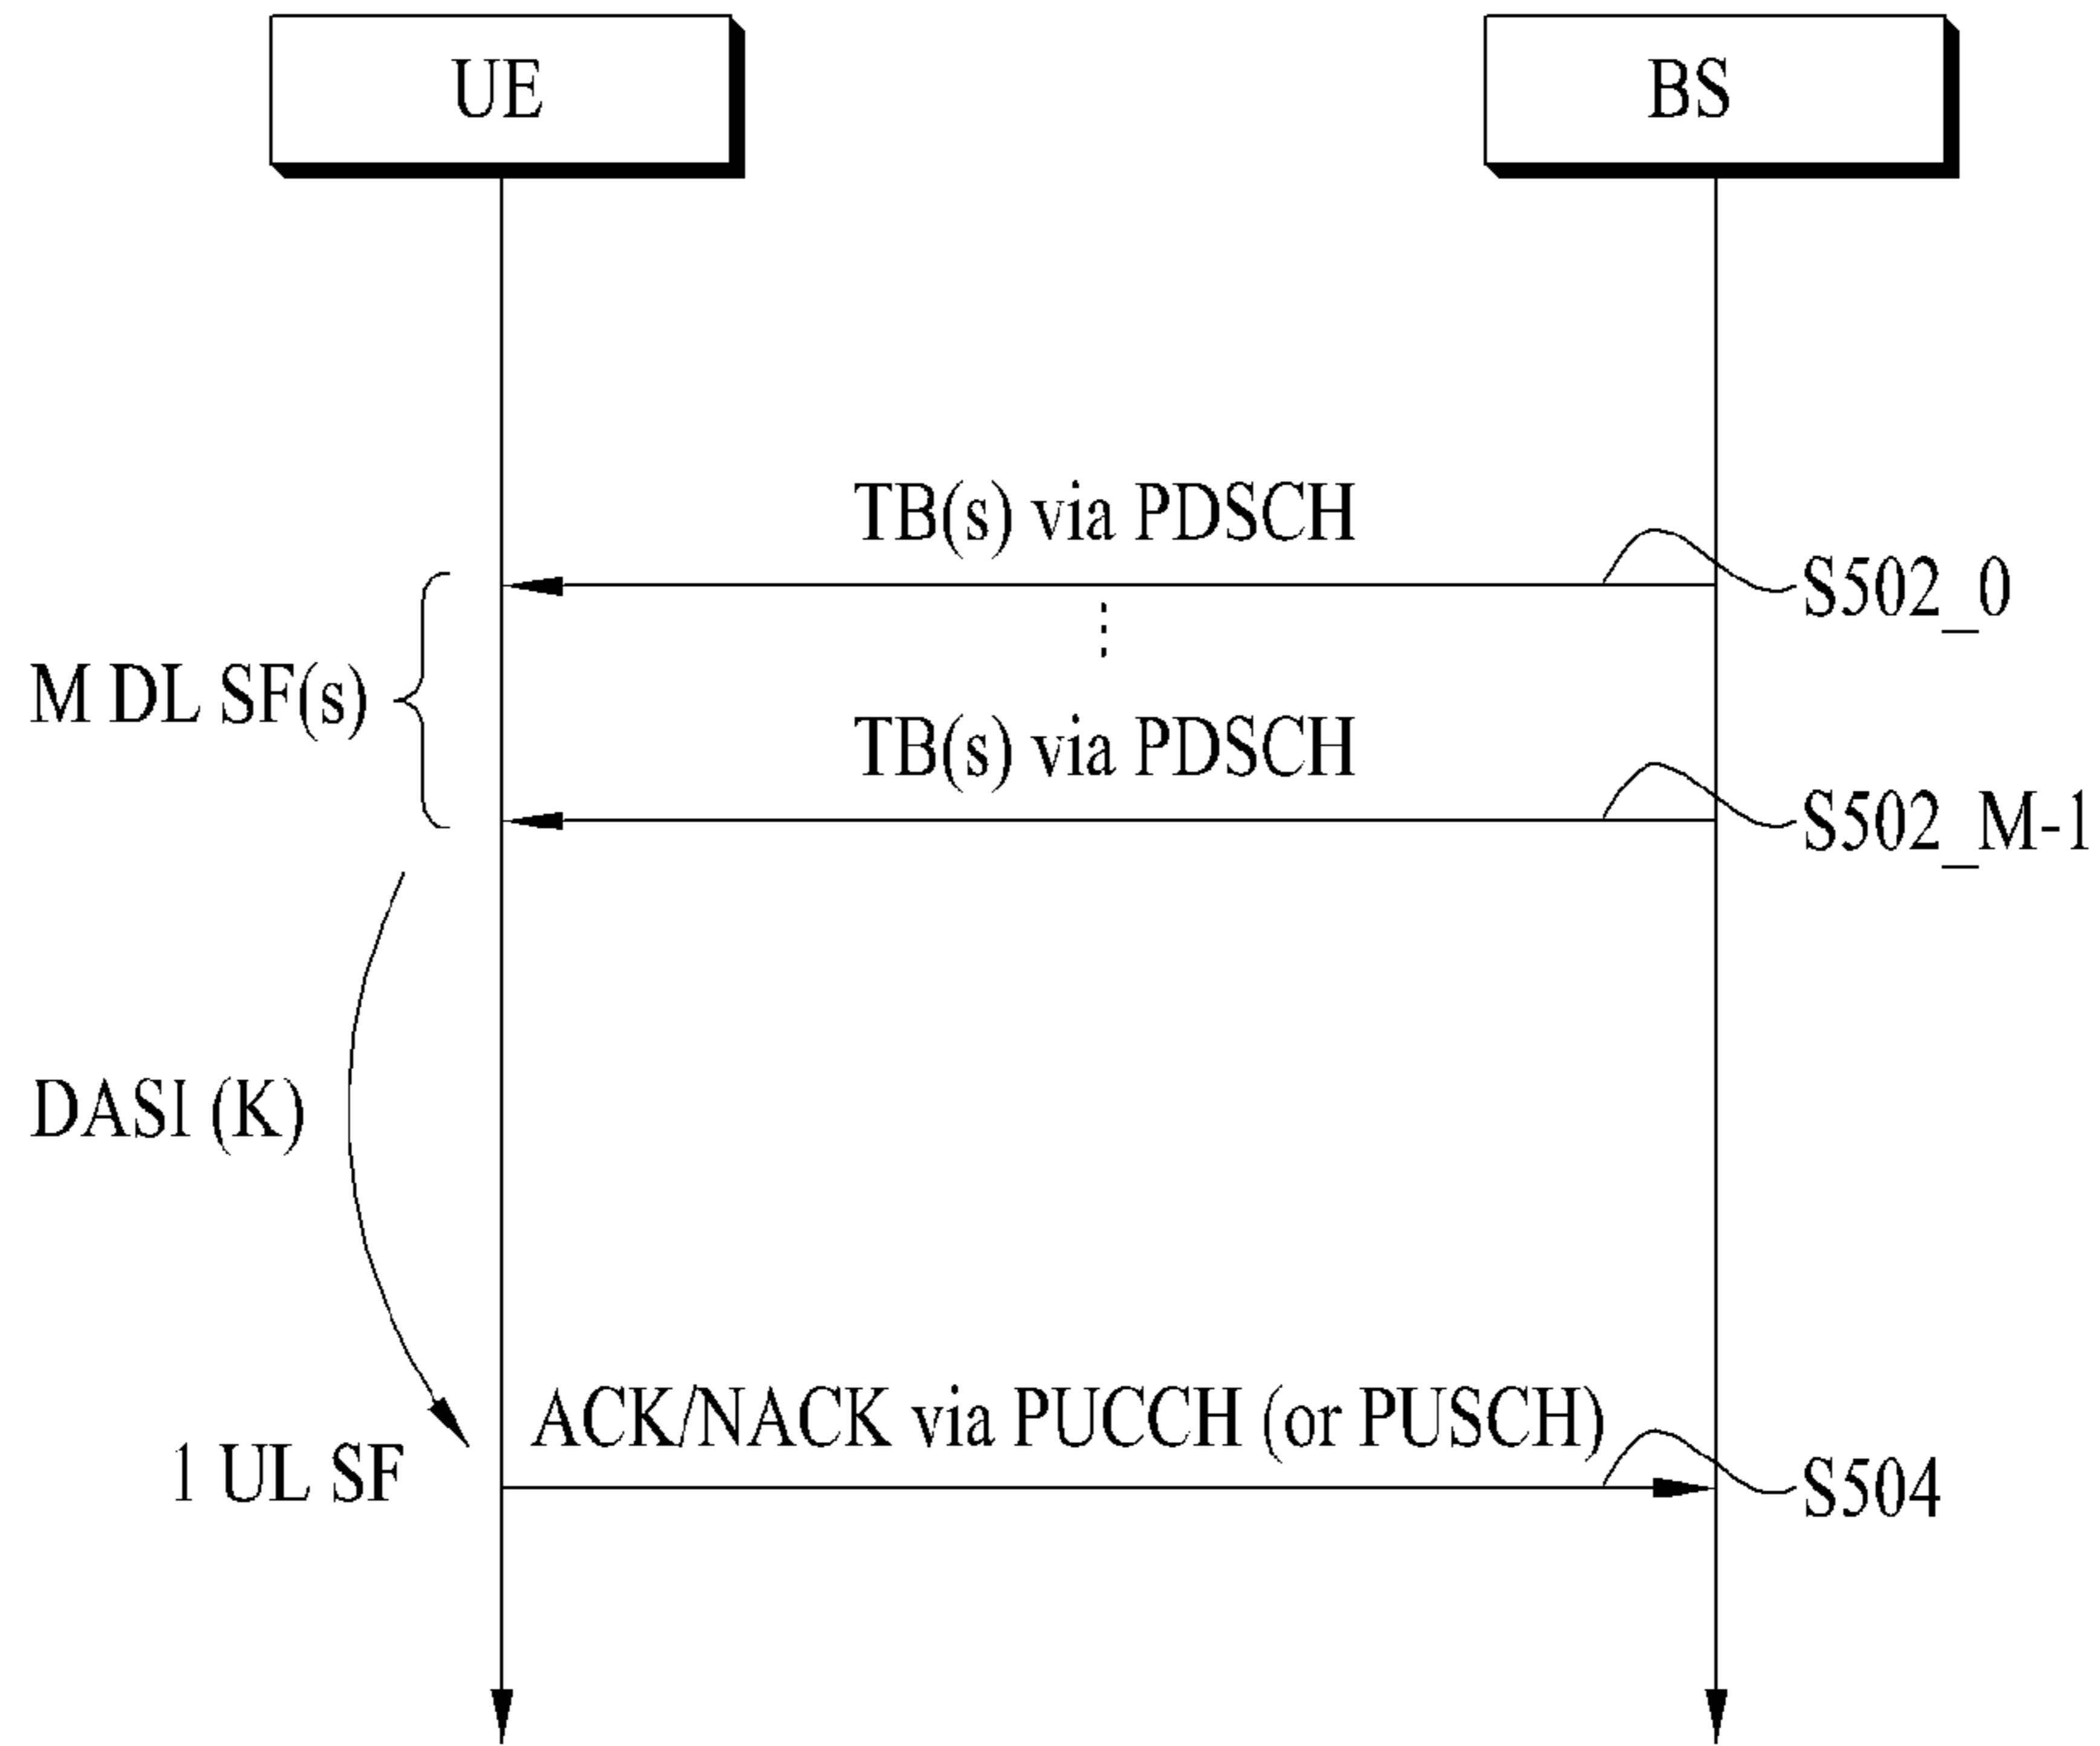 UE
BS
TB(s) via PDSCH
S502_0
M DL SF(s)
TB(s) via PDSCH
S502_M-1
DASI (K)
ACK/NACK via PUCCH (or PUSCH)
1 UL SF
S504